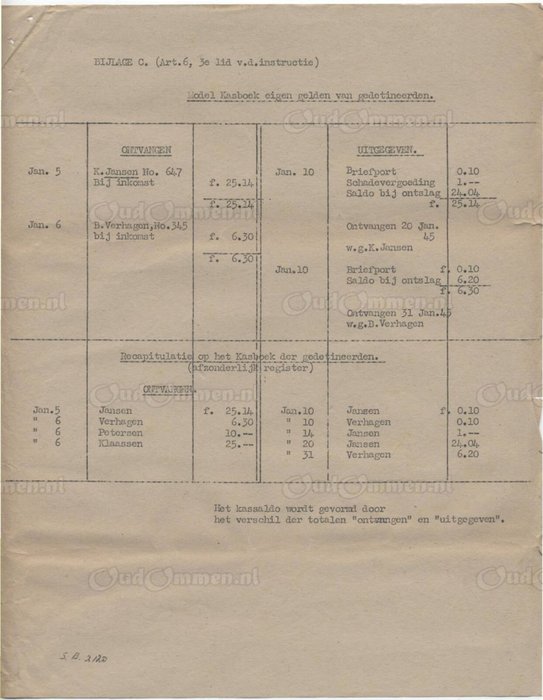 BIJLAGE C. (Art.6, 3e lid v.d.instructie)
Model Kasboek eigen gelden van gedetineerden.
ONTVANGEN
Jan. 5 K.Jansen No. 647
Bij inkomst f. 25.14
f. 25.14
Jan. 6 B.Verhagen,No.345
bij inkomst f. 6.30
f. 6.30
UITGEGEVEN.
Jan. 10 Briefport 0.10
Schadevergoeding 1.--
Saldo bij ontslag 24.04
f. 25.14
Ontvangen 20 Jan.
45
w.g.K.Jansen
Jan.10 Briefport f. 0.10
Saldo bij ontslag 6.20
f. 6.30
Ontvangen 31 Jan.45
w.g.B.Verhagen
Recapitulatie op het Kasboek der gedetineerden.
(afzonderlijk register)
ONTVANGEN.
Jan.5 Jansen f. 25.14 Jan.10 Jansen f. 0.10
" 6 Verhagen 6.30 " 10 Verhagen 0.10
" 6 Petersen 10.-- " 14 Jansen 1.--
" 6 Klaassen 25.-- " 20 Jansen 24.04
" 31 Verhagen 6.20
Het kassaldo wordt gevormd door
het verschil der totalen "ontvangen" en "uitgegeven".
OudOmmen.nl